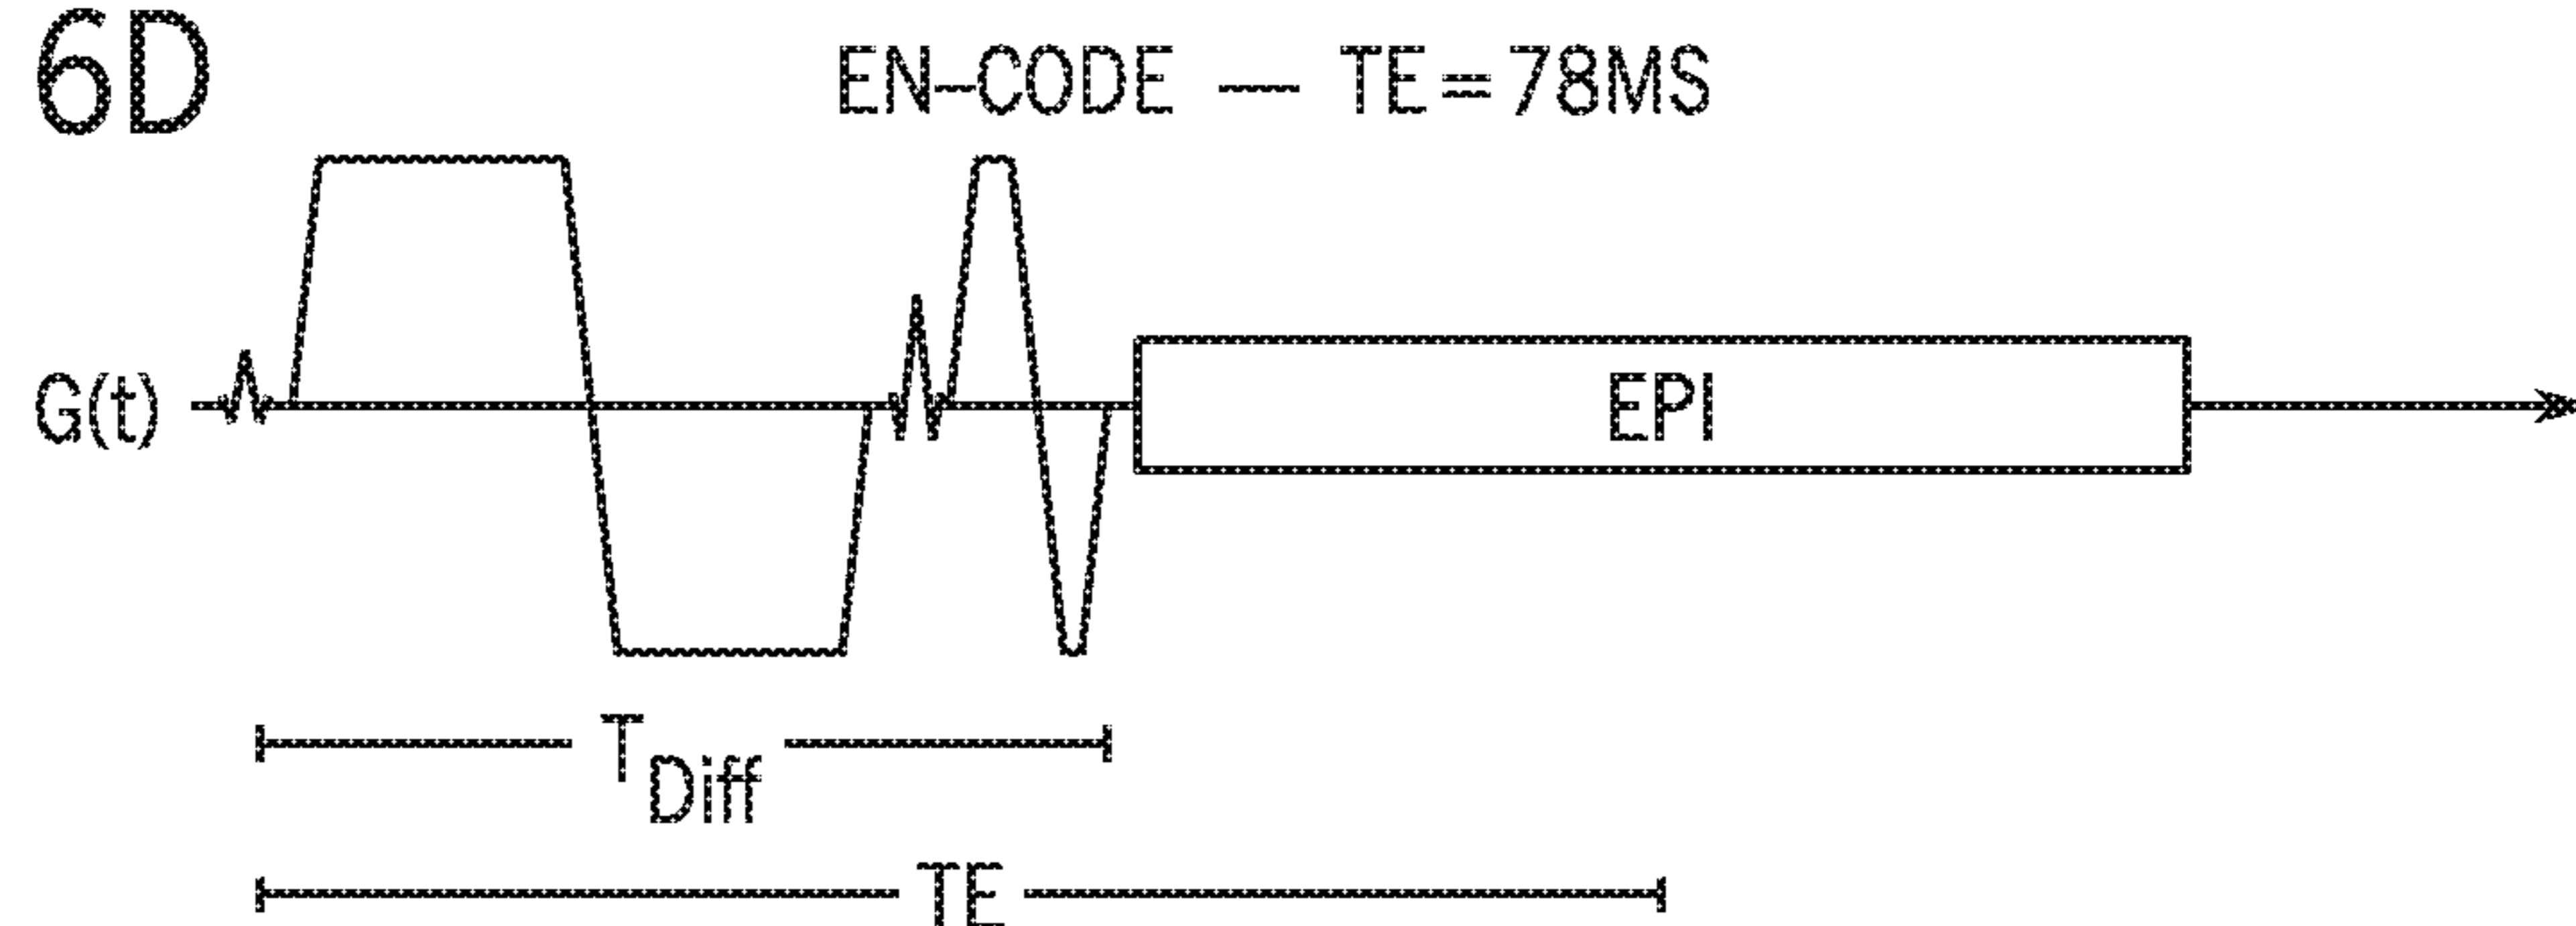 6D
EN-CODE — TE=78MS
G(t)
EPI
TDiff
TE